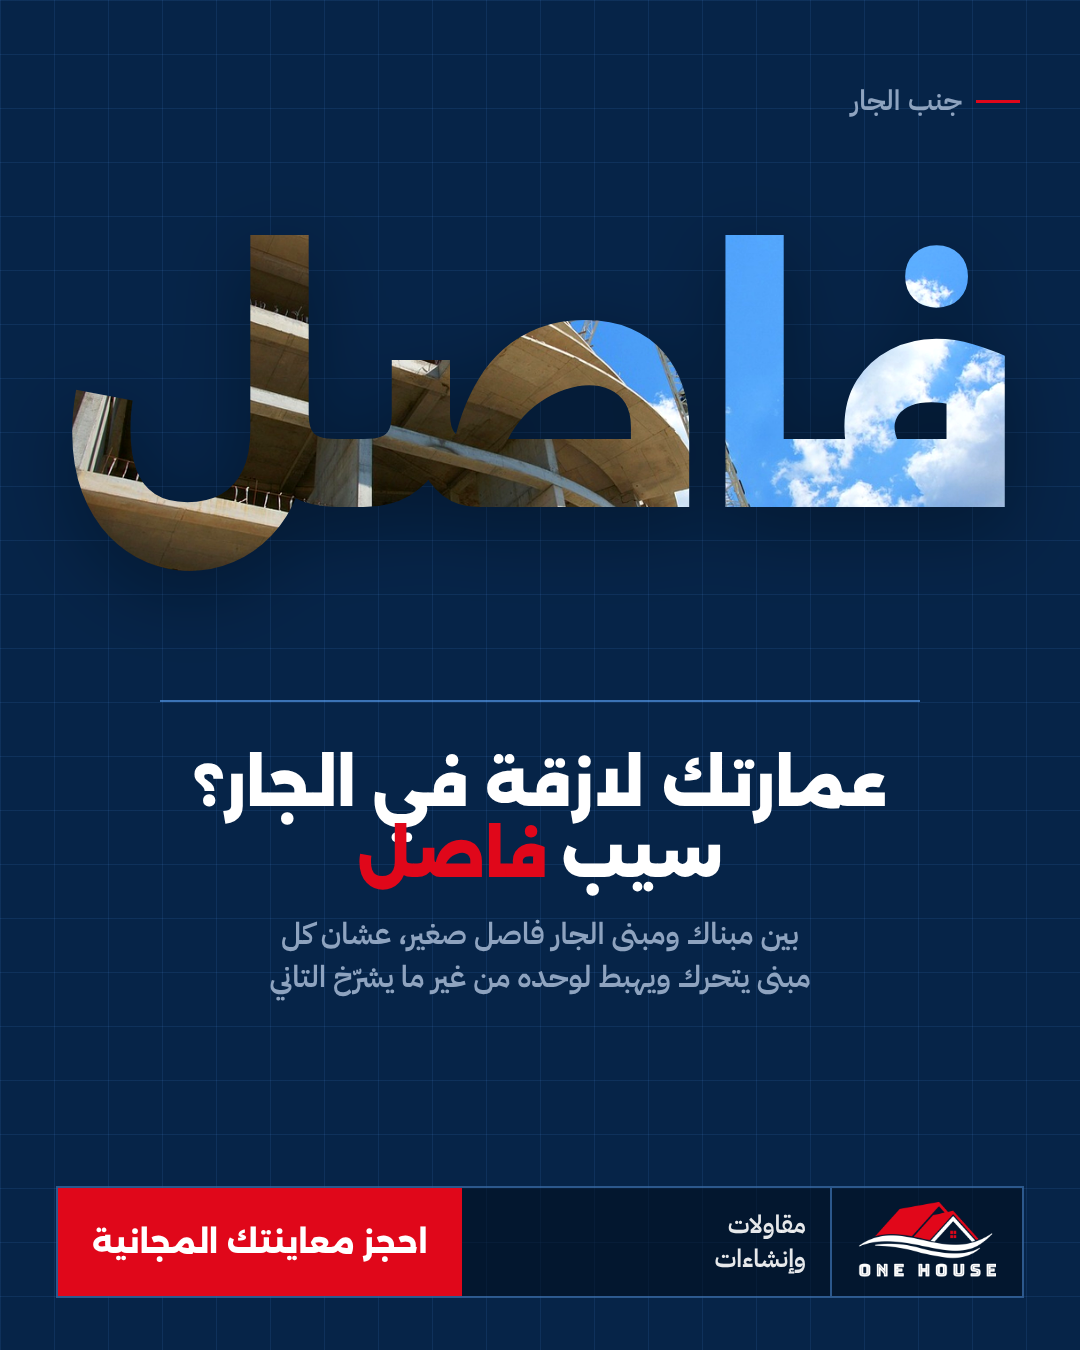 جنب الجار
فاصل
عمارتك لازقة في الجار؟
سيب فاصل
بين مبناك ومبنى الجار فاصل صغير، عشان كل
مبنى يتحرك ويهبط لوحده من غير ما يشرّخ التاني
ONE HOUSE
مقاولات
وإنشاءات
احجز معاينتك المجانية